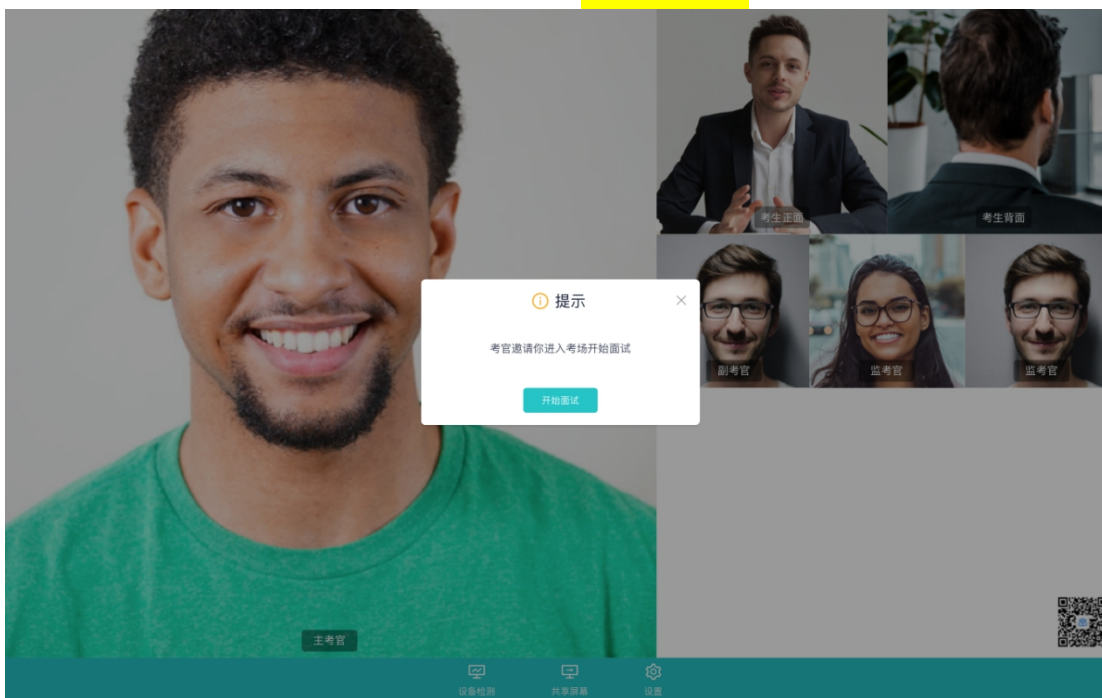 考生正面
考生背面
提示
考官邀请你进入考场开始面试
开始面试
副考官
监考官
监考官
主考官
设备检测
共享屏幕
设置